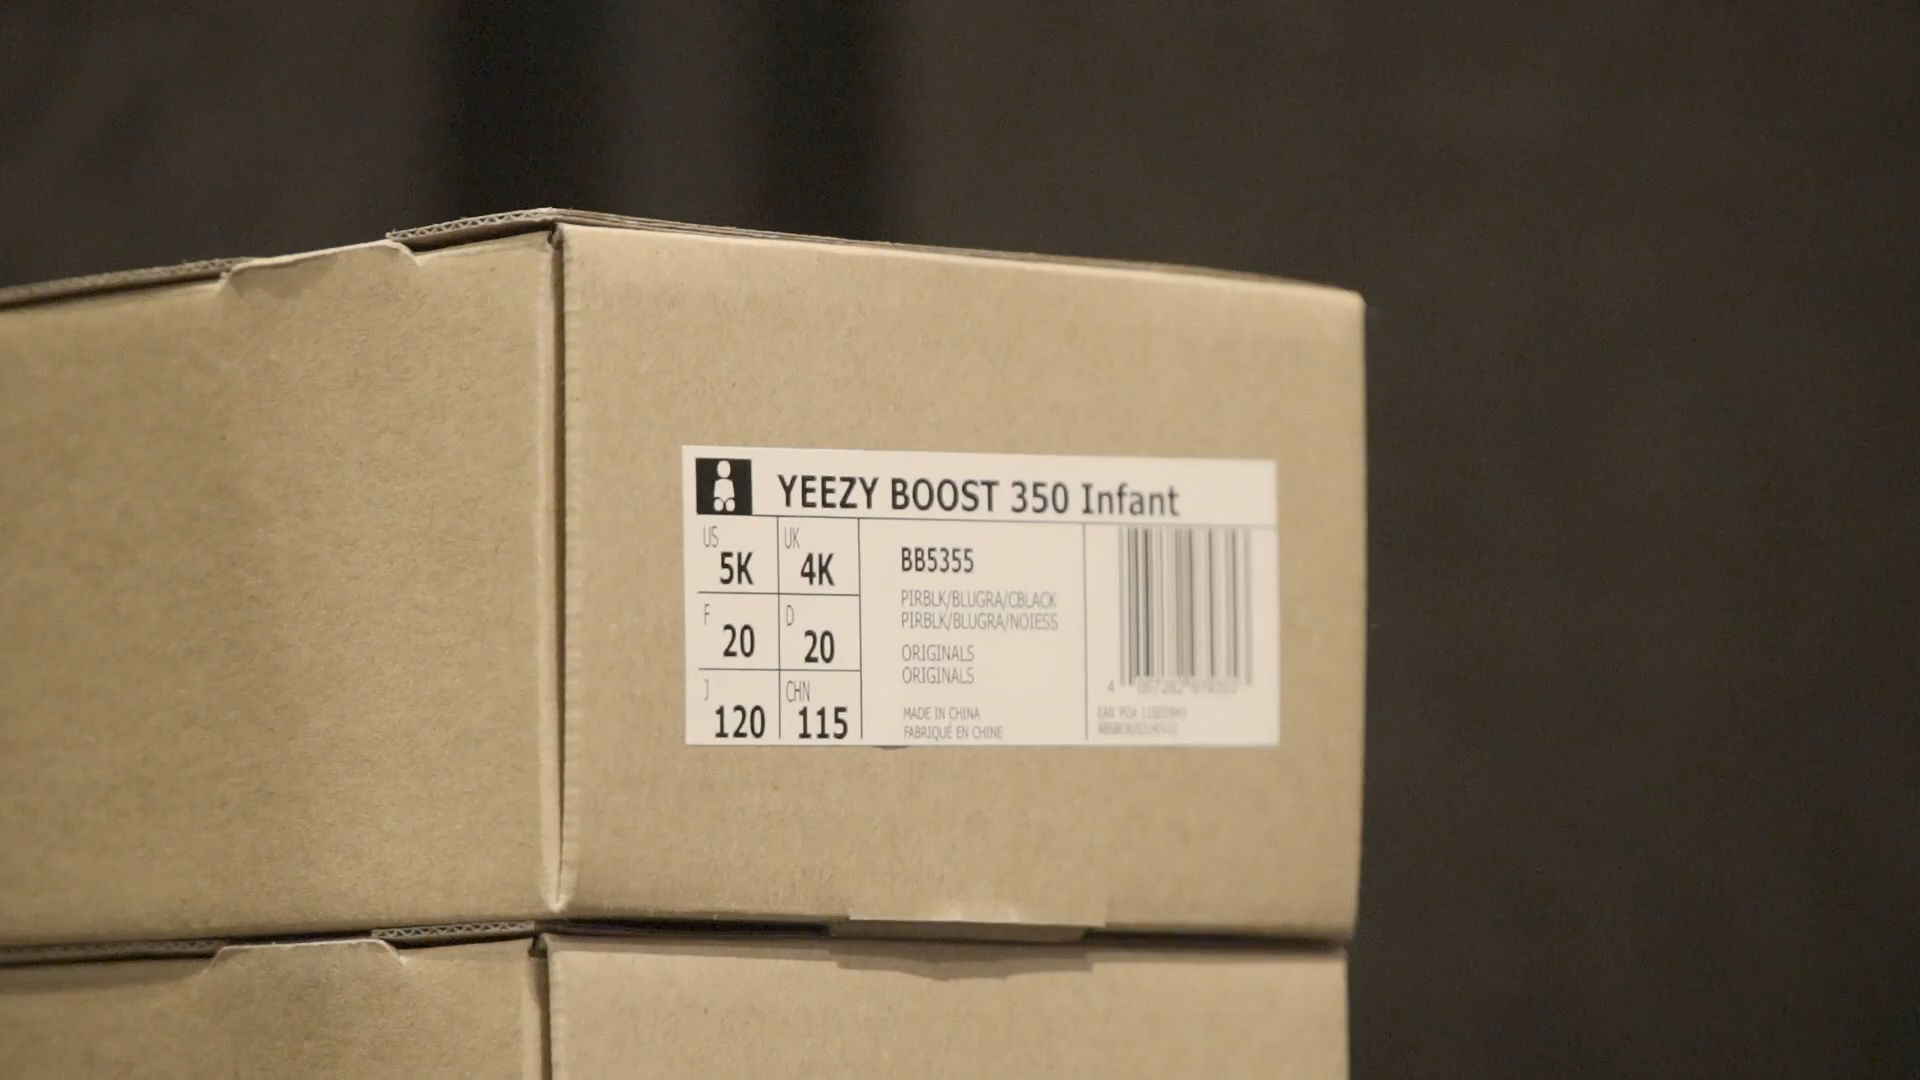 YEEZY BOOST 350 Infant
US 5K UK 4K
F 20 D 20
J 120 CHN 115
BB5355
PIRBLK/BLUGRA/CBLACK
PIRBLK/BLUGRA/NOIESS
ORIGINALS
ORIGINALS
MADE IN CHINA
FABRIQUÉ EN CHINE
4